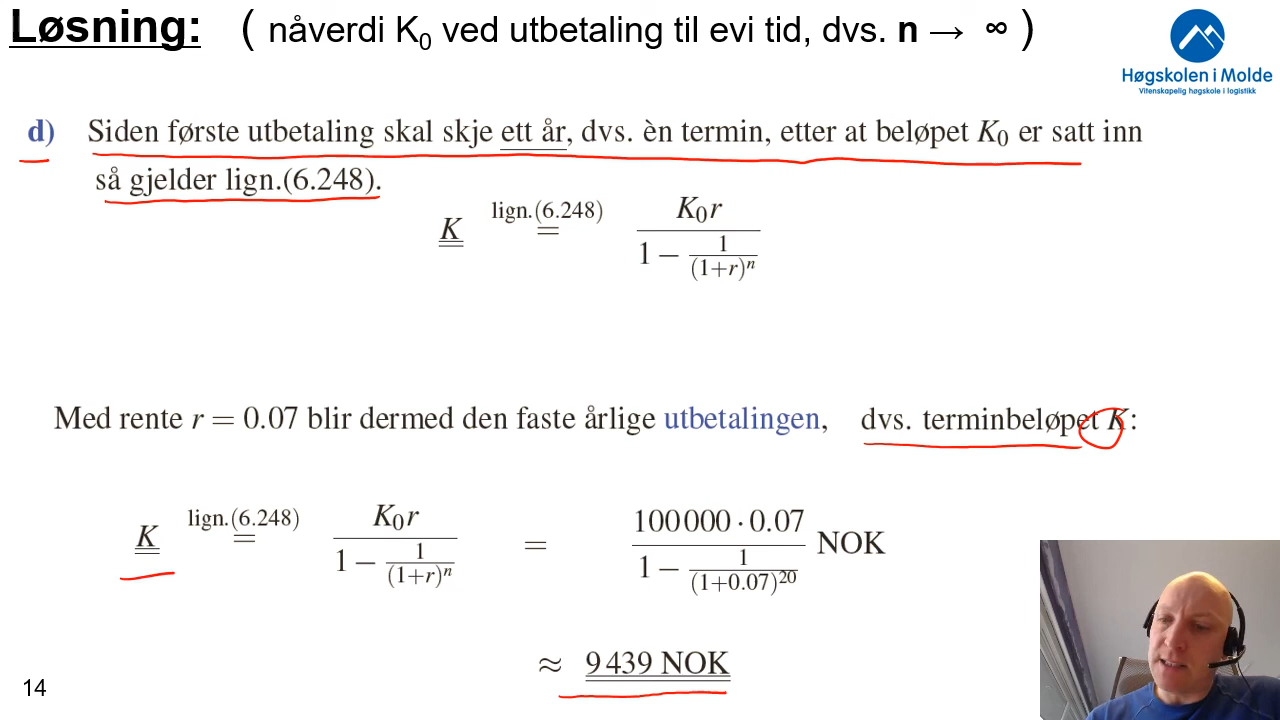 Løsning: ( nåverdi K₀ ved utbetaling til evi tid, dvs. n → ∞ )
Høgskolen i Molde
Vitenskapelig høgskole i logistikk
d) Siden første utbetaling skal skje ett år, dvs. èn termin, etter at beløpet K₀ er satt inn
så gjelder lign.(6.248).
K lign.(6.248) = K₀r / (1 − 1/(1+r)ⁿ)
Med rente r = 0.07 blir dermed den faste årlige utbetalingen, dvs. terminbeløpet K:
K lign.(6.248) = K₀r / (1 − 1/(1+r)ⁿ) = 100000 · 0.07 / (1 − 1/(1+0.07)²⁰) NOK
≈ 9439 NOK
14